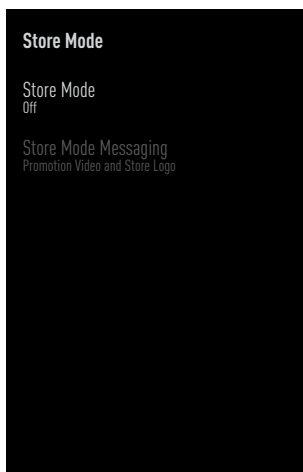 Store Mode
Store Mode
Off
Store Mode Messaging
Promotion Video and Store Logo